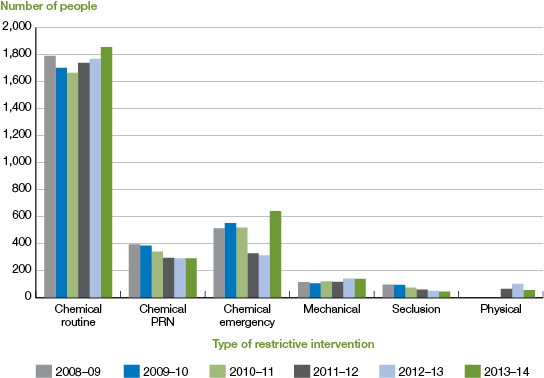 Number of people
2,000
1,800
1,600
1,400
1,200
1,000
800
600
400
200
0
Chemical routine
Chemical PRN
Chemical emergency
Mechanical
Seclusion
Physical
Type of restrictive intervention
2008–09
2009–10
2010–11
2011–12
2012–13
2013–14